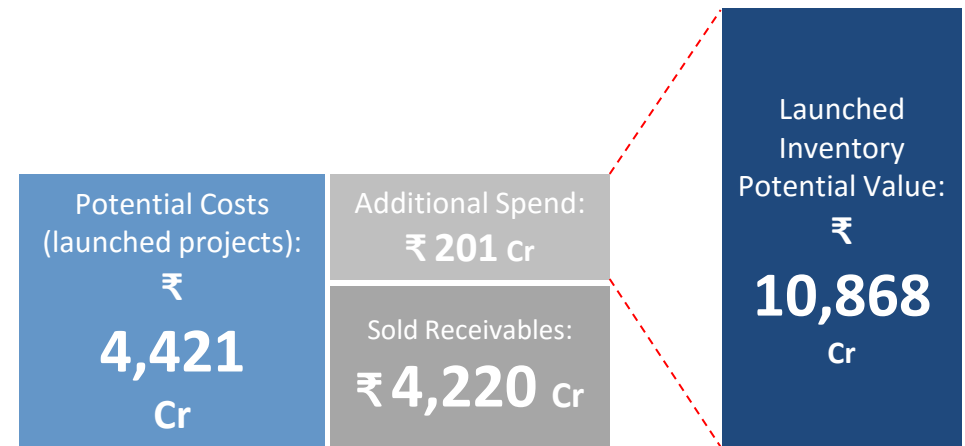 Potential Costs
(launched projects):
₹
4,421
Cr
Additional Spend:
₹ 201 Cr
Sold Receivables:
₹ 4,220 Cr
Launched
Inventory
Potential Value:
₹
10,868
Cr